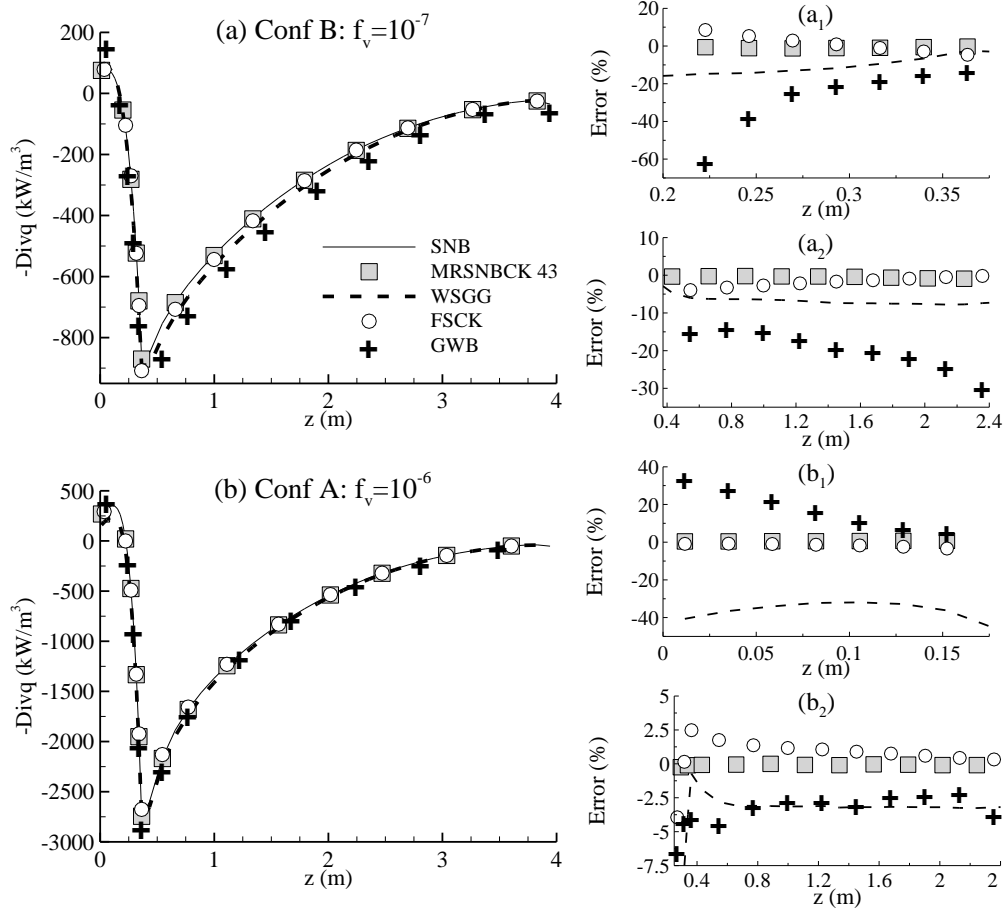 (a) Conf B: f_v=10^-7
200
0
-200
-400
-600
-800
-Divq (kW/m^3)
0
1
2
3
4
z (m)
SNB
MRSNBCK 43
WSGG
FSCK
GWB
(b) Conf A: f_v=10^-6
500
0
-500
-1000
-1500
-2000
-2500
-3000
-Divq (kW/m^3)
0
1
2
3
4
z (m)
(a_1)
20
0
-20
-40
-60
Error (%)
0.2
0.25
0.3
0.35
z (m)
(a_2)
10
0
-10
-20
-30
Error (%)
0.4
0.8
1.2
1.6
2
2.4
z (m)
(b_1)
40
20
0
-20
-40
Error (%)
0
0.05
0.1
0.15
z (m)
(b_2)
5
2.5
0
-2.5
-5
-7.5
Error (%)
0.4
0.8
1.2
1.6
2
2
z (m)